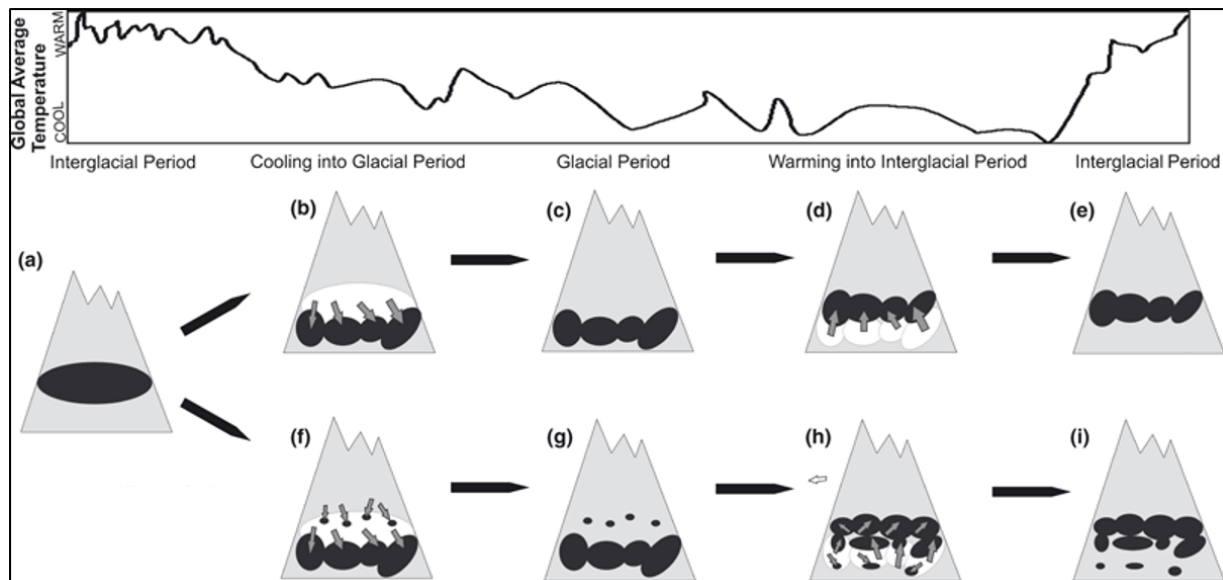 Global Average
Temperature
WARM
COOL
Interglacial Period
Cooling into Glacial Period
Glacial Period
Warming into Interglacial Period
Interglacial Period
(a)
(b)
(c)
(d)
(e)
(f)
(g)
(h)
(i)